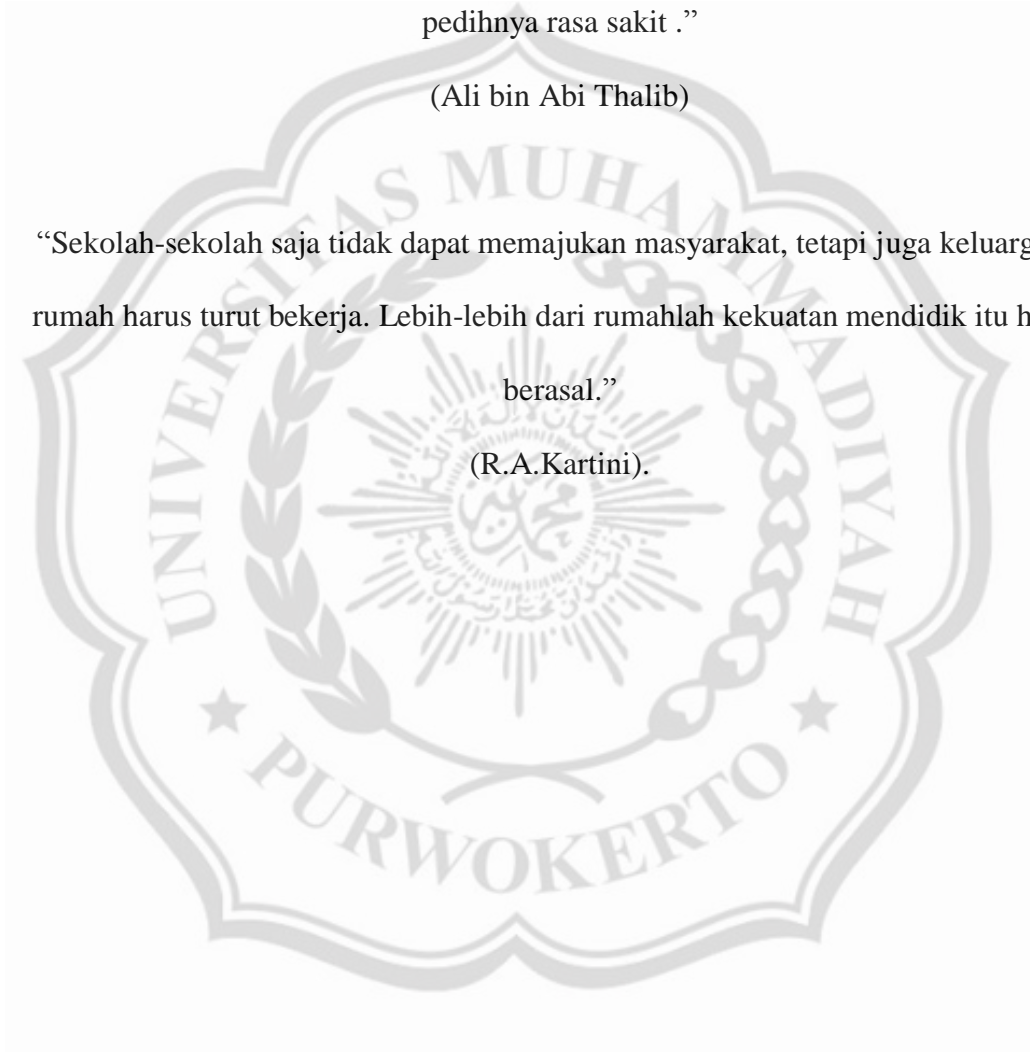 pedihnya rasa sakit .”
(Ali bin Abi Thalib)
“Sekolah-sekolah saja tidak dapat memajukan masyarakat, tetapi juga keluarg
rumah harus turut bekerja. Lebih-lebih dari rumahlah kekuatan mendidik itu h
berasal.”
(R.A.Kartini).
UNIVERSITAS MUHAMMADIYAH
PURWOKERTO